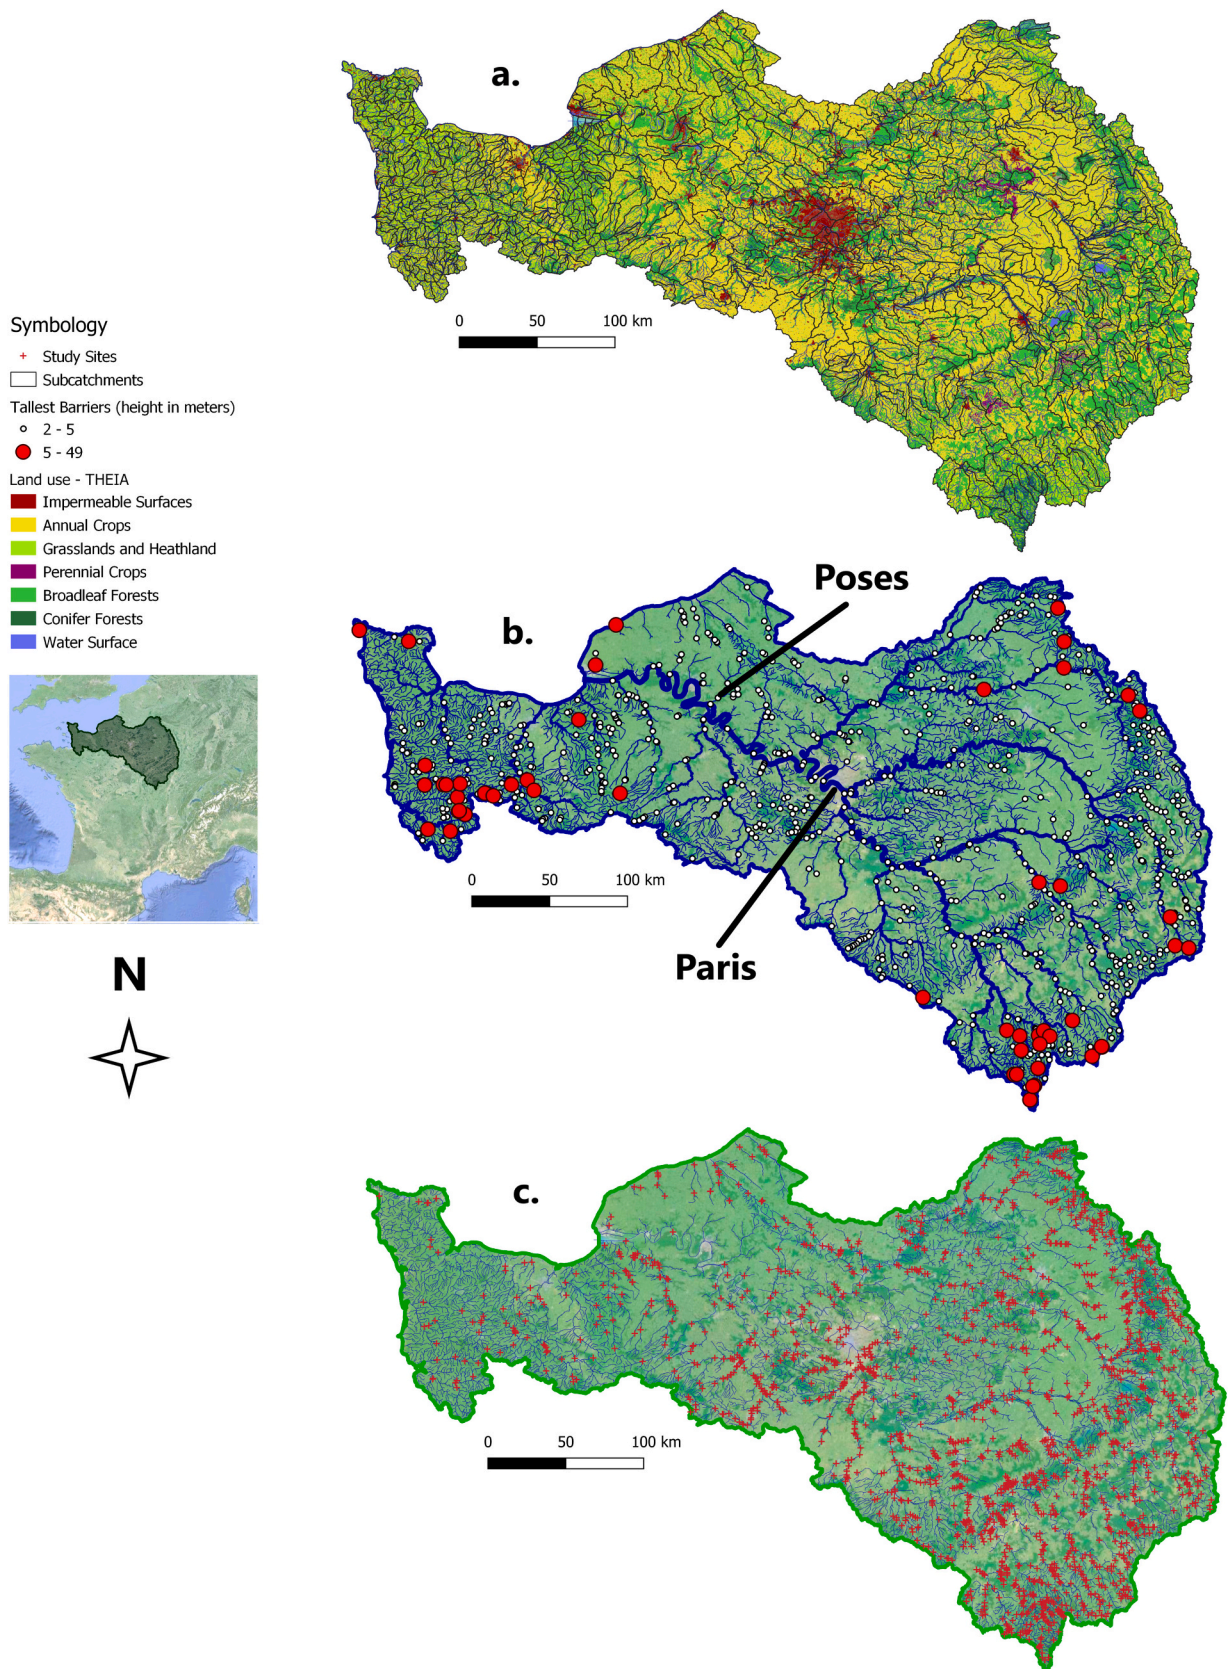 a.
0 50 100 km
Symbology
Study Sites
Subcatchments
Tallest Barriers (height in meters)
2 - 5
5 - 49
Land use - THEIA
Impermeable Surfaces
Annual Crops
Grasslands and Heathland
Perennial Crops
Broadleaf Forests
Conifer Forests
Water Surface
N
b.
Poses
Paris
0 50 100 km
c.
0 50 100 km